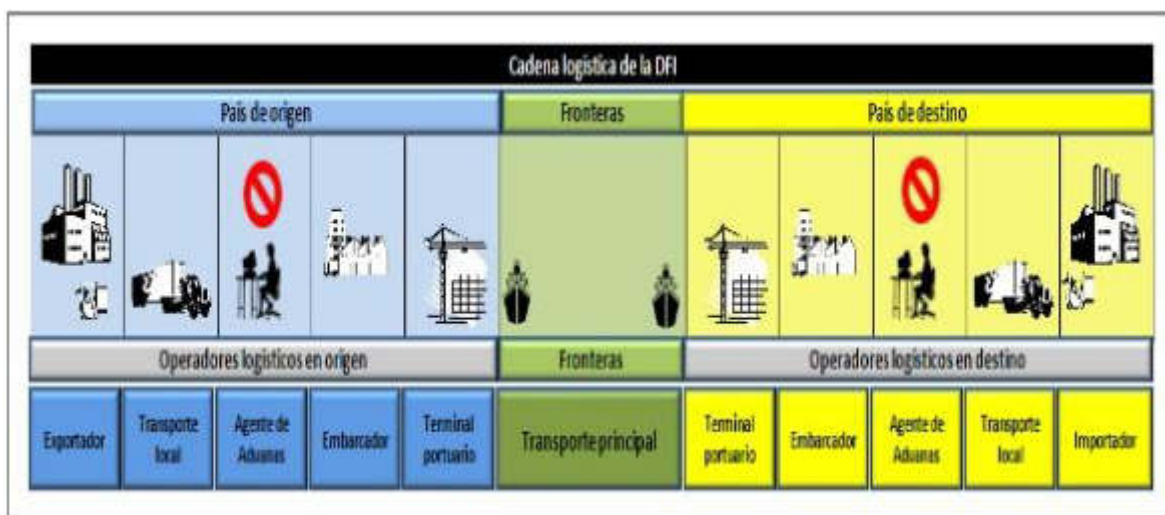 Cadena logística de la DFI
País de origen
Fronteras
País de destino
Operadores logísticos en origen
Fronteras
Operadores logísticos en destino
Exportador
Transporte
local
Agente de
Aduanas
Embarcador
Terminal
portuario
Transporte principal
Terminal
portuario
Embarcador
Agente de
Aduanas
Transporte
local
Importador